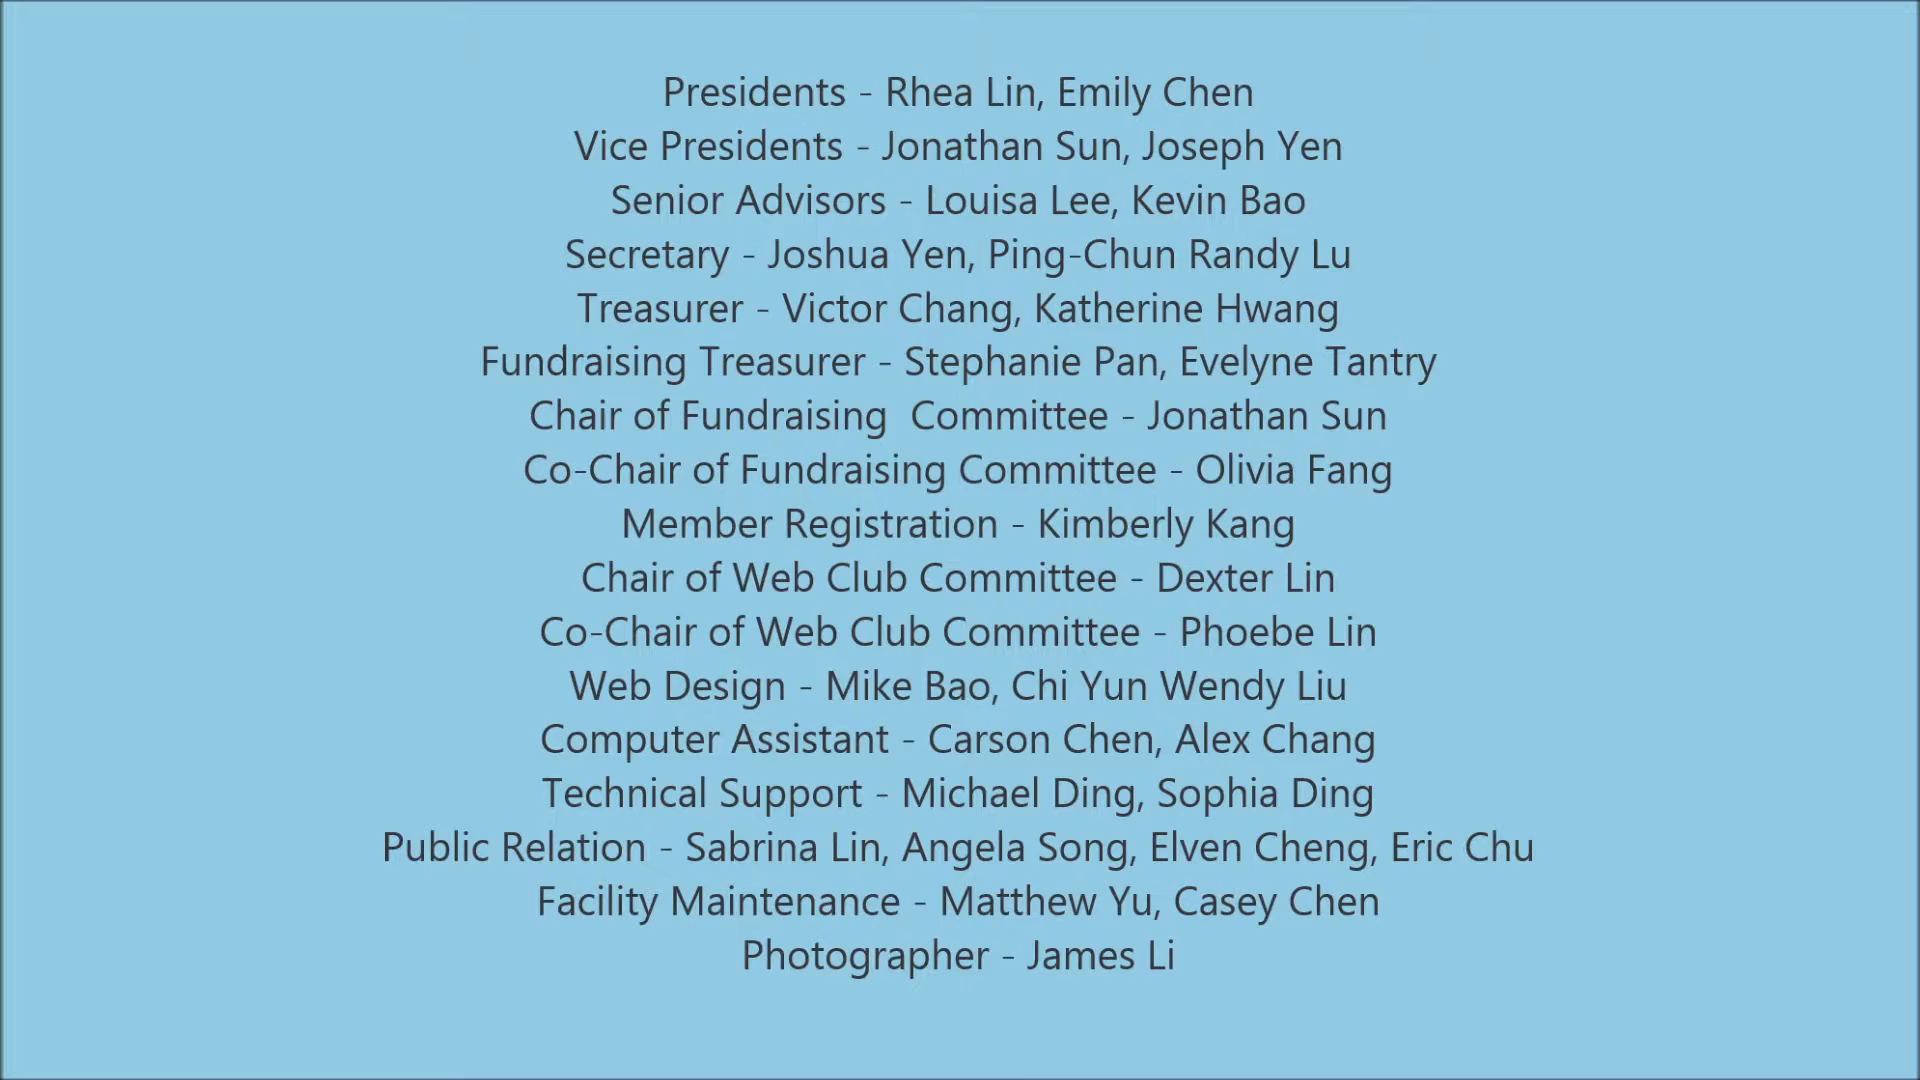 Presidents - Rhea Lin, Emily Chen
Vice Presidents - Jonathan Sun, Joseph Yen
Senior Advisors - Louisa Lee, Kevin Bao
Secretary - Joshua Yen, Ping-Chun Randy Lu
Treasurer - Victor Chang, Katherine Hwang
Fundraising Treasurer - Stephanie Pan, Evelyne Tantry
Chair of Fundraising  Committee - Jonathan Sun
Co-Chair of Fundraising Committee - Olivia Fang
Member Registration - Kimberly Kang
Chair of Web Club Committee - Dexter Lin
Co-Chair of Web Club Committee - Phoebe Lin
Web Design - Mike Bao, Chi Yun Wendy Liu
Computer Assistant - Carson Chen, Alex Chang
Technical Support - Michael Ding, Sophia Ding
Public Relation - Sabrina Lin, Angela Song, Elven Cheng, Eric Chu
Facility Maintenance - Matthew Yu, Casey Chen
Photographer - James Li